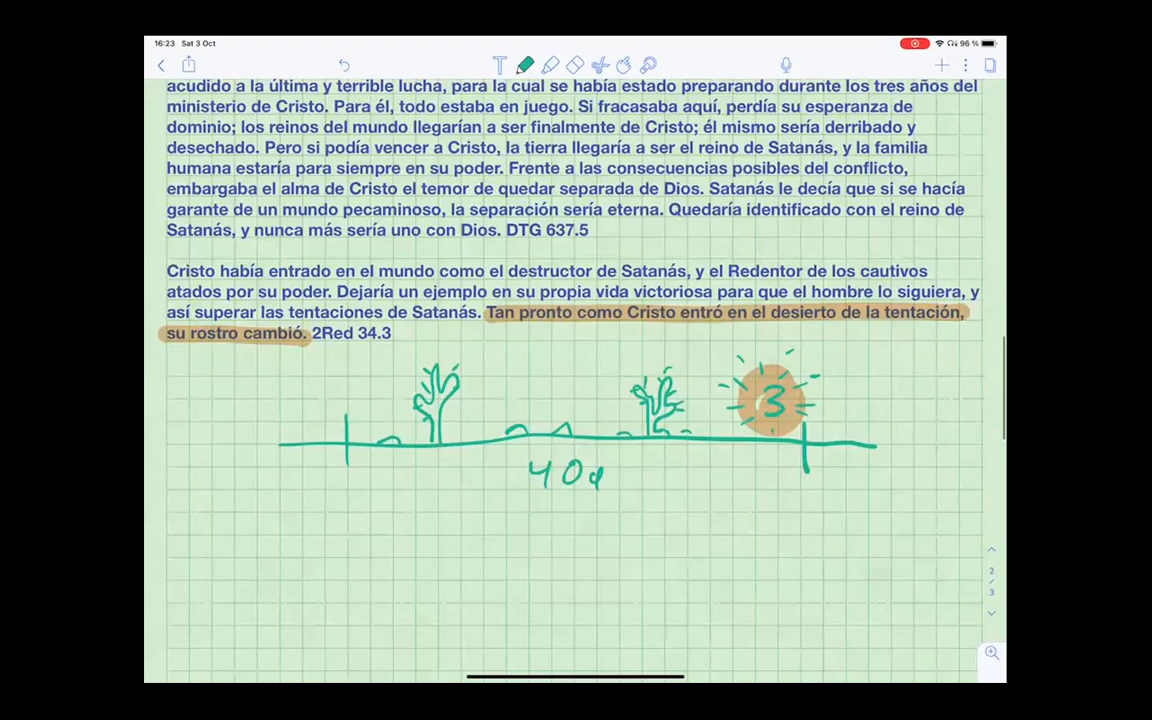 16:23 Sat 3 Oct 96 %
T
acudido a la última y terrible lucha, para la cual se había estado preparando durante los tres años del
ministerio de Cristo. Para él, todo estaba en juego. Si fracasaba aquí, perdía su esperanza de
dominio; los reinos del mundo llegarían a ser finalmente de Cristo; él mismo sería derribado y
desechado. Pero si podía vencer a Cristo, la tierra llegaría a ser el reino de Satanás, y la familia
humana estaría para siempre en su poder. Frente a las consecuencias posibles del conflicto,
embargaba el alma de Cristo el temor de quedar separada de Dios. Satanás le decía que si se hacía
garante de un mundo pecaminoso, la separación sería eterna. Quedaría identificado con el reino de
Satanás, y nunca más sería uno con Dios. DTG 637.5
Cristo había entrado en el mundo como el destructor de Satanás, y el Redentor de los cautivos
atados por su poder. Dejaría un ejemplo en su propia vida victoriosa para que el hombre lo siguiera, y
así superar las tentaciones de Satanás. Tan pronto como Cristo entró en el desierto de la tentación,
su rostro cambió. 2Red 34.3
3
40d
2
/
3